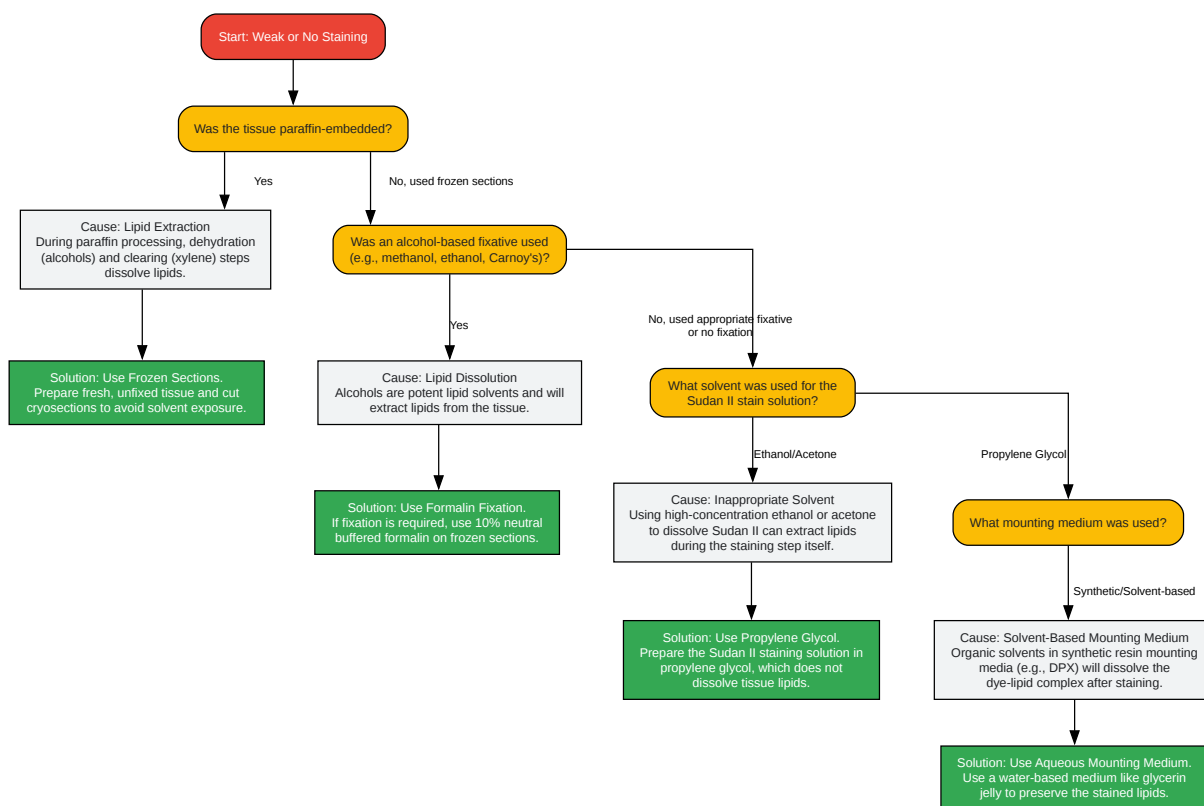 Start: Weak or No Staining
Was the tissue paraffin-embedded?
Yes
No, used frozen sections
Cause: Lipid Extraction
During paraffin processing, dehydration
(alcohols) and clearing (xylene) steps
dissolve lipids.
Was an alcohol-based fixative used
(e.g., methanol, ethanol, Carnoy's)?
Yes
No, used appropriate fixative
or no fixation
Solution: Use Frozen Sections.
Prepare fresh, unfixed tissue and cut
cryosections to avoid solvent exposure.
Cause: Lipid Dissolution
Alcohols are potent lipid solvents and will
extract lipids from the tissue.
What solvent was used for the
Sudan II stain solution?
Ethanol/Acetone
Propylene Glycol
Solution: Use Formalin Fixation.
If fixation is required, use 10% neutral
buffered formalin on frozen sections.
Cause: Inappropriate Solvent
Using high-concentration ethanol or acetone
to dissolve Sudan II can extract lipids
during the staining step itself.
What mounting medium was used?
Synthetic/Solvent-based
Solution: Use Propylene Glycol.
Prepare the Sudan II staining solution in
propylene glycol, which does not
dissolve tissue lipids.
Cause: Solvent-Based Mounting Medium
Organic solvents in synthetic resin mounting
media (e.g., DPX) will dissolve the
dye-lipid complex after staining.
Solution: Use Aqueous Mounting Medium.
Use a water-based medium like glycerin
jelly to preserve the stained lipids.